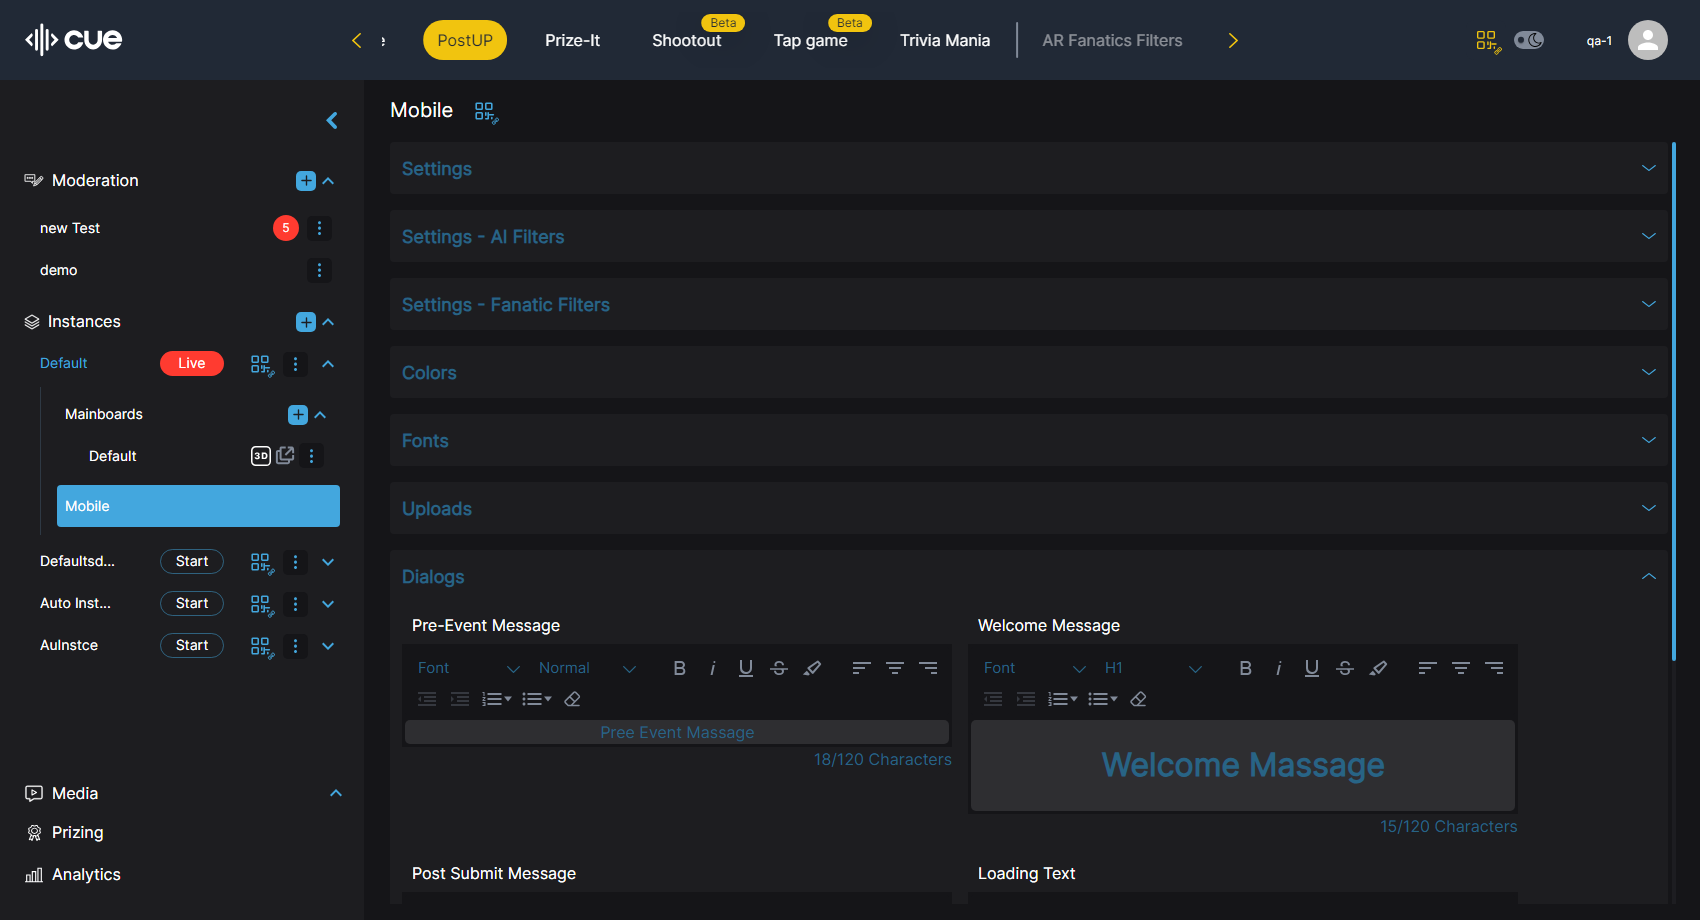 cue
e
PostUP
Prize-It
Shootout
Beta
Tap game
Beta
Trivia Mania
AR Fanatics Filters
qa-1
Moderation
new Test
5
demo
Instances
Default
Live
Mainboards
Default
3D
Mobile
Defaultsd...
Start
Auto Inst...
Start
AuInstce
Start
Media
Prizing
Analytics
Mobile
Settings
Settings - AI Filters
Settings - Fanatic Filters
Colors
Fonts
Uploads
Dialogs
Pre-Event Message
Font
Normal
B i U S
Pree Event Massage
18/120 Characters
Welcome Message
Font
H1
B i U S
Welcome Massage
15/120 Characters
Post Submit Message
Loading Text